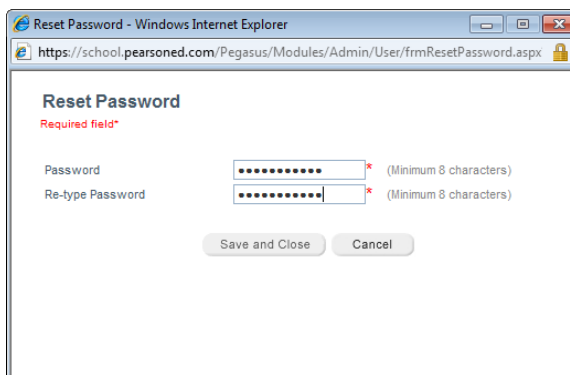 Reset Password - Windows Internet Explorer
https://school.pearsoned.com/Pegasus/Modules/Admin/User/frmResetPassword.aspx
Reset Password
Required field*
Password ●●●●●●●●●●● * (Minimum 8 characters)
Re-type Password ●●●●●●●●●●● * (Minimum 8 characters)
Save and Close Cancel